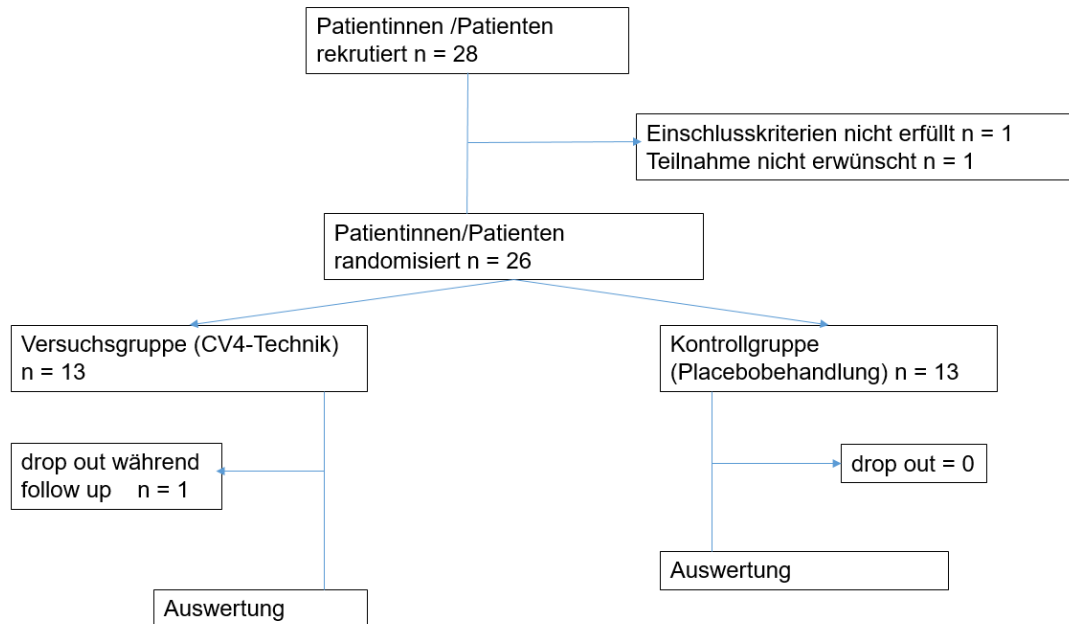 Patientinnen /Patienten
rekrutiert n = 28
Einschlusskriterien nicht erfüllt n = 1
Teilnahme nicht erwünscht n = 1
Patientinnen/Patienten
randomisiert n = 26
Versuchsgruppe (CV4-Technik)
n = 13
Kontrollgruppe
(Placebobehandlung) n = 13
drop out während
follow up n = 1
drop out = 0
Auswertung
Auswertung